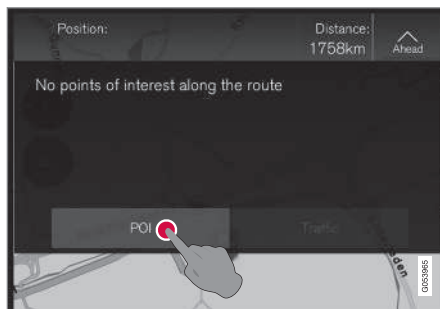 Position:
Distance:
1758km
Ahead
No points of interest along the route
POI
Traffic
G053965